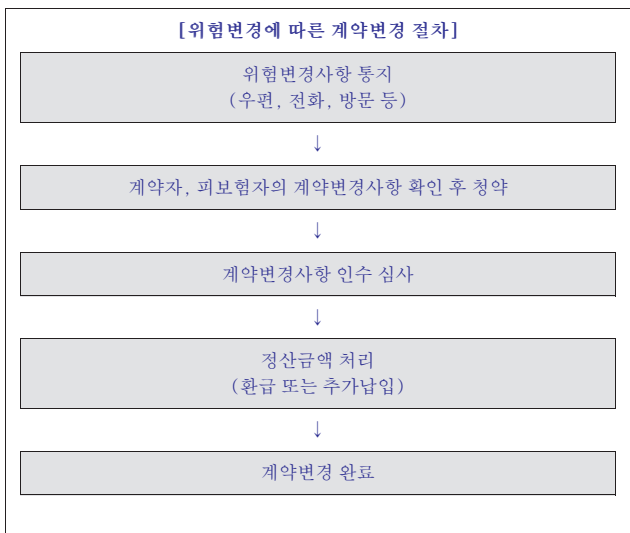 [위험변경에 따른 계약변경 절차]
위험변경사항 통지
(우편, 전화, 방문 등)
↓
계약자, 피보험자의 계약변경사항 확인 후 청약
↓
계약변경사항 인수 심사
↓
정산금액 처리
(환급 또는 추가납입)
↓
계약변경 완료